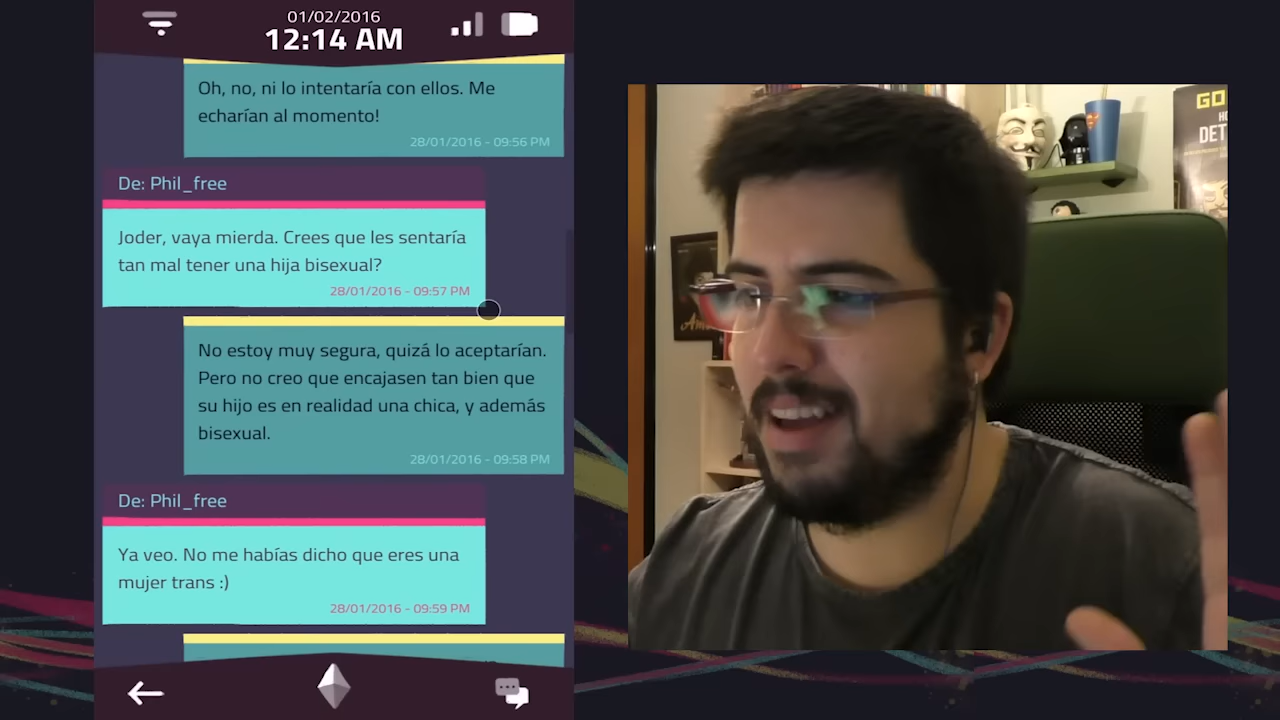 01/02/2016
12:14 AM
Oh, no, ni lo intentaría con ellos. Me
echarían al momento!
28/01/2016 - 09:56 PM
De: Phil_free
Joder, vaya mierda. Crees que les sentaría
tan mal tener una hija bisexual?
28/01/2016 - 09:57 PM
No estoy muy segura, quizá lo aceptarían.
Pero no creo que encajasen tan bien que
su hijo es en realidad una chica, y además
bisexual.
28/01/2016 - 09:58 PM
De: Phil_free
Ya veo. No me habías dicho que eres una
mujer trans :)
28/01/2016 - 09:59 PM
GO
HO
DET